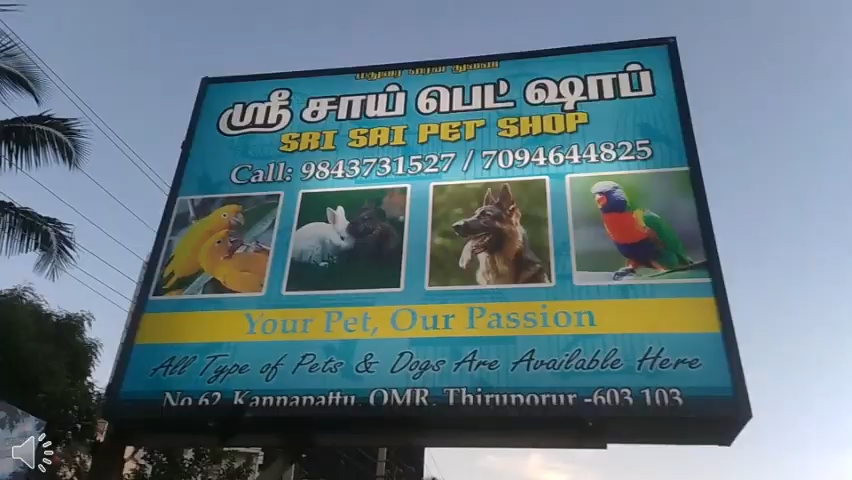 ஸ்ரீ சாய் பெட் ஷாப்
SRI SAI PET SHOP
Call: 9843731527 / 7094644825
Your Pet, Our Passion
All Type of Pets & Dogs Are Available Here
No.62, Kannapattu, OMR, Thiruporur -603 103